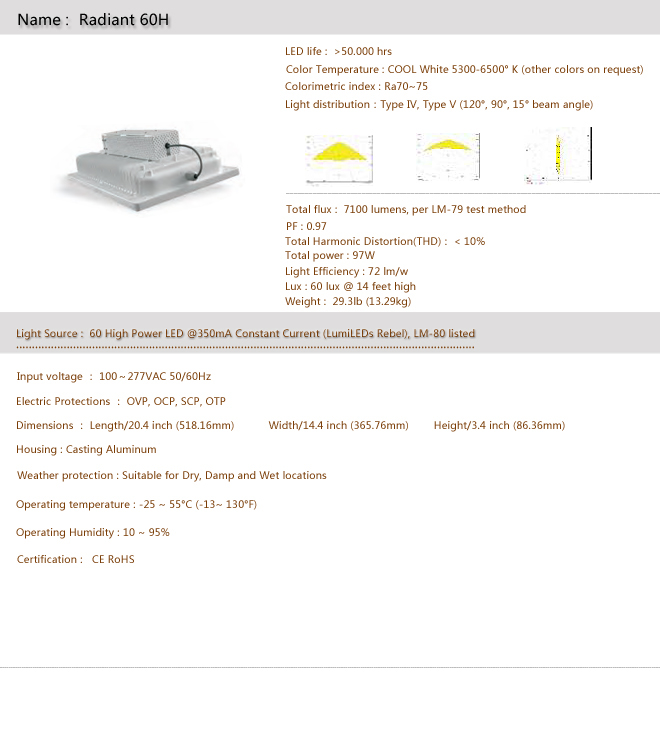 Name : Radiant 60H
LED life : >50.000 hrs
Color Temperature : COOL White 5300-6500° K (other colors on request)
Colorimetric index : Ra70~75
Light distribution : Type IV, Type V (120°, 90°, 15° beam angle)
Total flux : 7100 lumens, per LM-79 test method
PF : 0.97
Total Harmonic Distortion(THD) : < 10%
Total power : 97W
Light Efficiency : 72 lm/w
Lux : 60 lux @ 14 feet high
Weight : 29.3lb (13.29kg)
Light Source : 60 High Power LED @350mA Constant Current (LumiLEDs Rebel), LM-80 listed
Input voltage : 100~277VAC 50/60Hz
Electric Protections : OVP, OCP, SCP, OTP
Dimensions : Length/20.4 inch (518.16mm) Width/14.4 inch (365.76mm) Height/3.4 inch (86.36mm)
Housing : Casting Aluminum
Weather protection : Suitable for Dry, Damp and Wet locations
Operating temperature : -25 ~ 55°C (-13~ 130°F)
Operating Humidity : 10 ~ 95%
Certification : CE RoHS